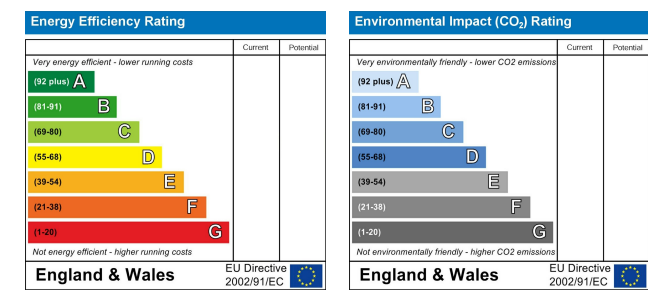 Energy Efficiency Rating
Current Potential
Very energy efficient - lower running costs
(92 plus) A
(81-91) B
(69-80) C
(55-68) D
(39-54) E
(21-38) F
(1-20) G
Not energy efficient - higher running costs
England & Wales
EU Directive
2002/91/EC
Environmental Impact (CO₂) Rating
Current Potential
Very environmentally friendly - lower CO2 emissions
(92 plus) A
(81-91) B
(69-80) C
(55-68) D
(39-54) E
(21-38) F
(1-20) G
Not environmentally friendly - higher CO2 emissions
England & Wales
EU Directive
2002/91/EC